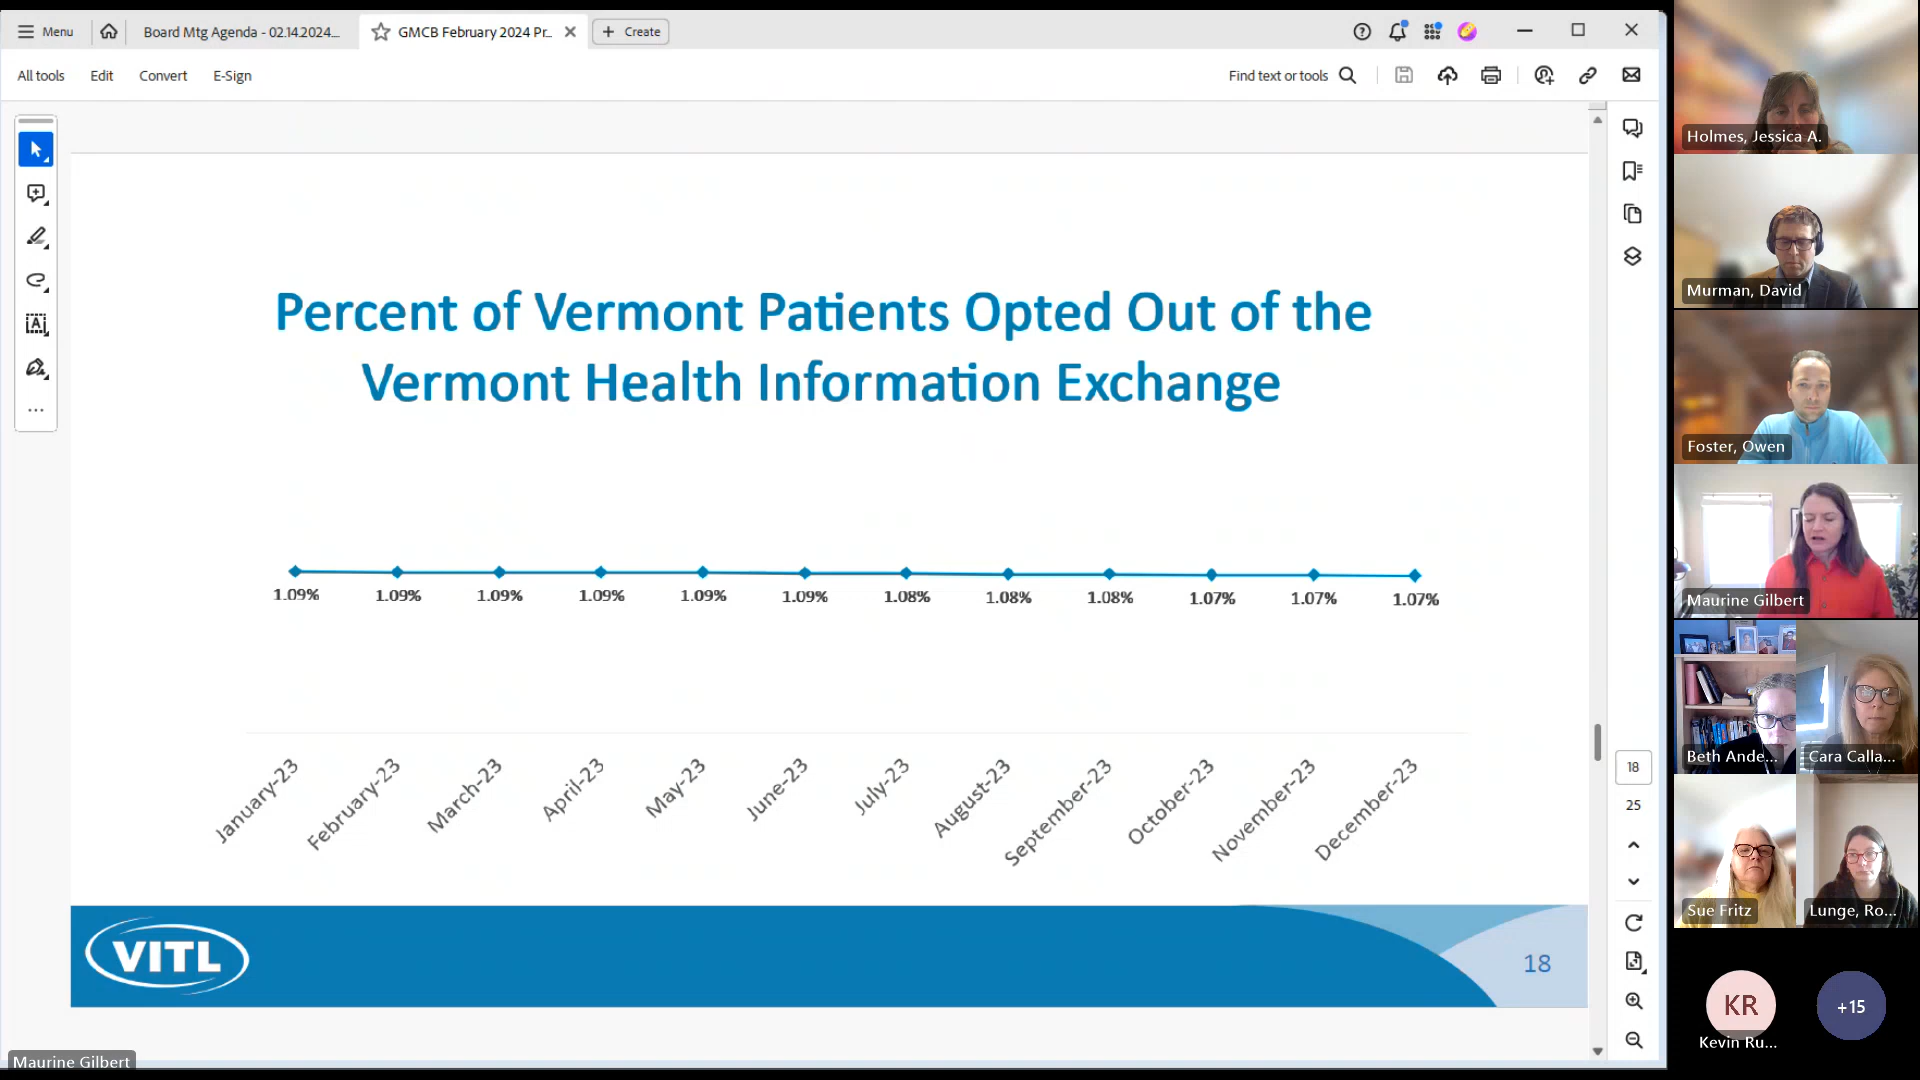 Menu
Board Mtg Agenda - 02.14.2024...
GMCB February 2024 Pr...
Create
All tools
Edit
Convert
E-Sign
Find text or tools
Percent of Vermont Patients Opted Out of the
Vermont Health Information Exchange
1.09% 1.09% 1.09% 1.09% 1.09% 1.09% 1.08% 1.08% 1.08% 1.07% 1.07% 1.07%
January-23 February-23 March-23 April-23 May-23 June-23 July-23 August-23 September-23 October-23 November-23 December-23
VITL
18
18
25
Maurine Gilbert
Holmes, Jessica A.
Murman, David
Foster, Owen
Maurine Gilbert
Beth Ande...
Cara Calla...
Sue Fritz
Lunge, Ro...
KR
Kevin Ru...
+15